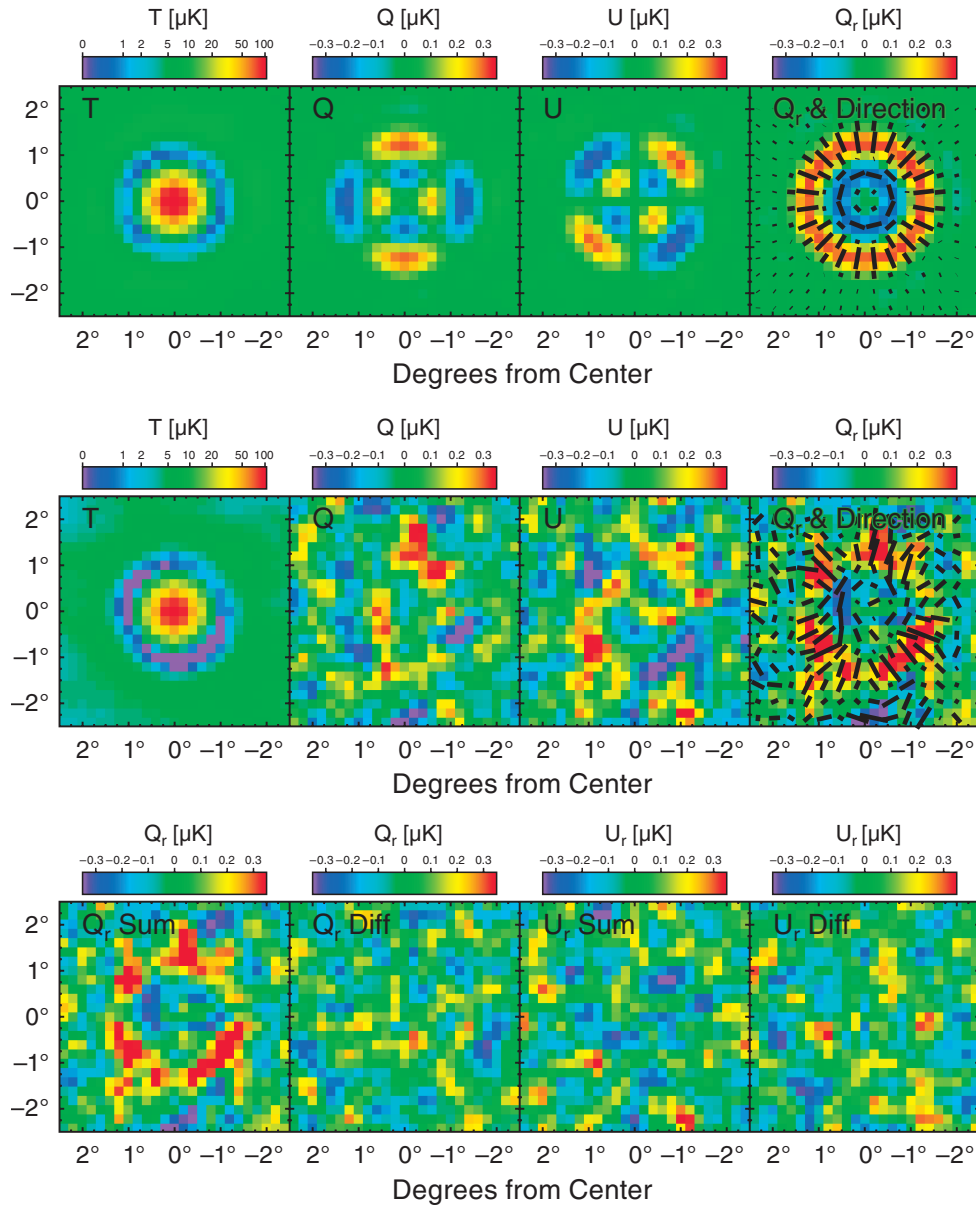 T [µK] Q [µK] U [µK] Qr [µK]
0 1 2 5 10 20 50 100 −0.3 −0.2 −0.1 0 0.1 0.2 0.3 −0.3 −0.2 −0.1 0 0.1 0.2 0.3 −0.3 −0.2 −0.1 0 0.1 0.2 0.3
T Q U Qr & Direction
2°
1°
0°
−1°
−2°
2° 1° 0° −1° −2° 2° 1° 0° −1° −2° 2° 1° 0° −1° −2° 2° 1° 0° −1° −2°
Degrees from Center
T [µK] Q [µK] U [µK] Qr [µK]
0 1 2 5 10 20 50 100 −0.3 −0.2 −0.1 0 0.1 0.2 0.3 −0.3 −0.2 −0.1 0 0.1 0.2 0.3 −0.3 −0.2 −0.1 0 0.1 0.2 0.3
T Q U Qr & Direction
2°
1°
0°
−1°
−2°
2° 1° 0° −1° −2° 2° 1° 0° −1° −2° 2° 1° 0° −1° −2° 2° 1° 0° −1° −2°
Degrees from Center
Qr [µK] Qr [µK] Ur [µK] Ur [µK]
−0.3 −0.2 −0.1 0 0.1 0.2 0.3 −0.3 −0.2 −0.1 0 0.1 0.2 0.3 −0.3 −0.2 −0.1 0 0.1 0.2 0.3 −0.3 −0.2 −0.1 0 0.1 0.2 0.3
Qr Sum Qr Diff Ur Sum Ur Diff
2°
1°
0°
−1°
−2°
2° 1° 0° −1° −2° 2° 1° 0° −1° −2° 2° 1° 0° −1° −2° 2° 1° 0° −1° −2°
Degrees from Center